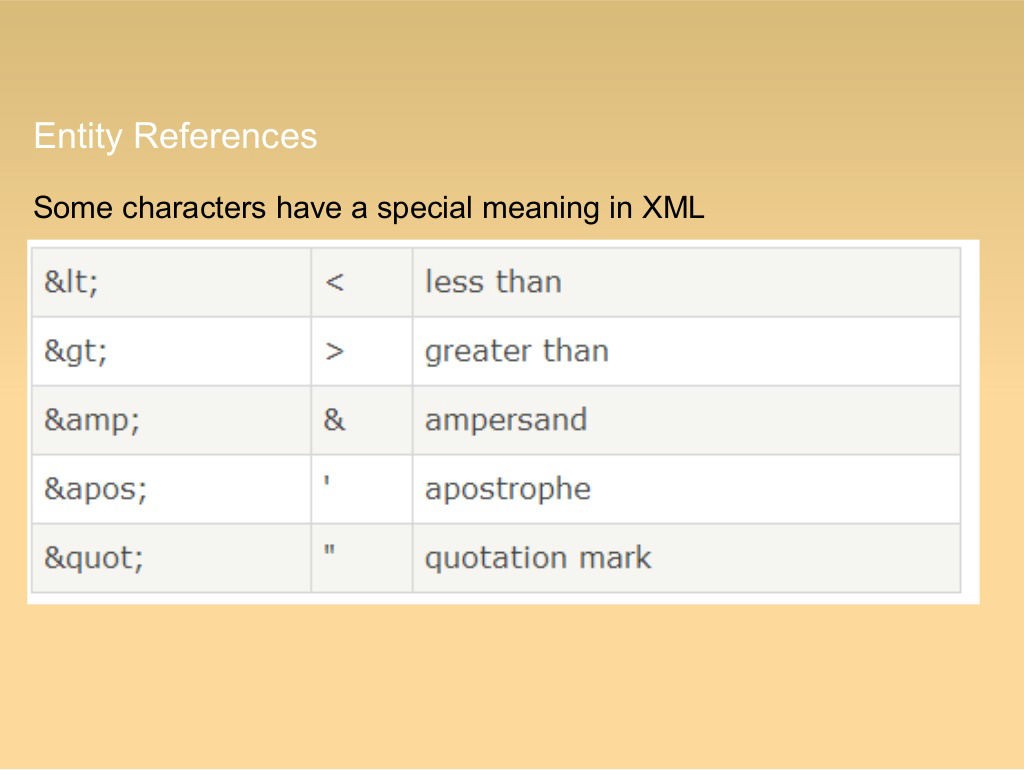 Entity References
Some characters have a special meaning in XML
&lt; < less than
&gt; > greater than
&amp; & ampersand
&apos; ' apostrophe
&quot; " quotation mark